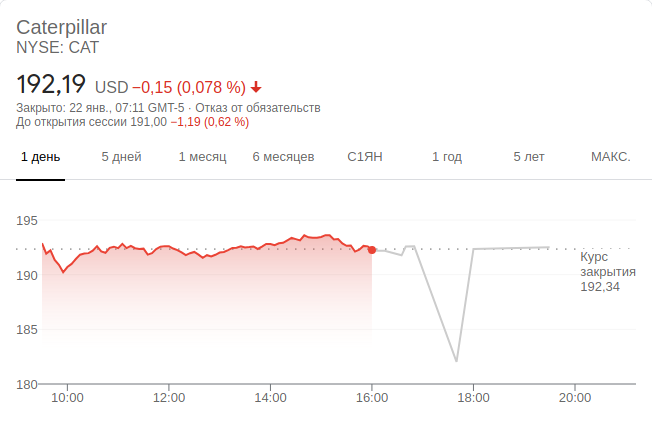 Caterpillar
NYSE: CAT
192,19 USD −0,15 (0,078 %)
Закрыто: 22 янв., 07:11 GMT-5 · Отказ от обязательств
До открытия сессии 191,00 −1,19 (0,62 %)
1 день 5 дней 1 месяц 6 месяцев С1ЯН 1 год 5 лет МАКС.
195
190
185
180
Курс
закрытия
192,34
10:00 12:00 14:00 16:00 18:00 20:00